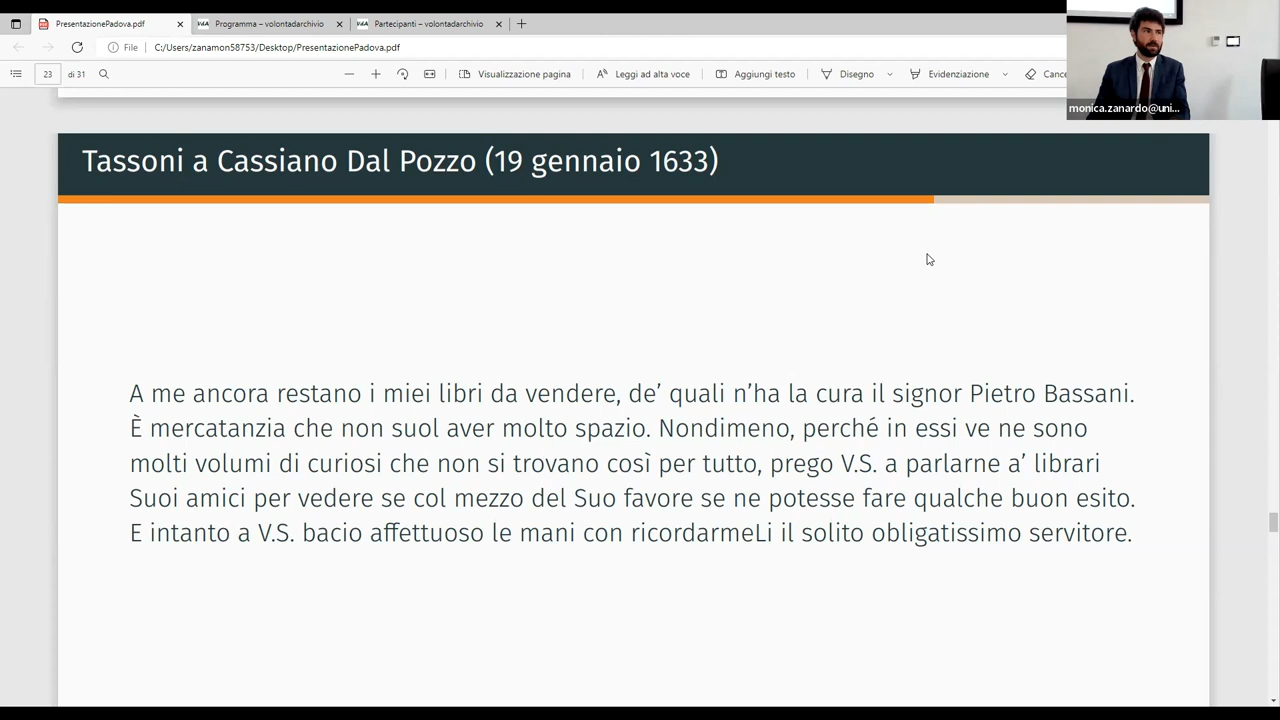 PresentazionePadova.pdf
Programma – volontadarchivio
Partecipanti – volontadarchivio
File
C:/Users/zanamon58753/Desktop/PresentazionePadova.pdf
23 di 31
Visualizzazione pagina
Leggi ad alta voce
Aggiungi testo
Disegno
Evidenziazione
Cance
monica.zanardo@uni...
Tassoni a Cassiano Dal Pozzo (19 gennaio 1633)
A me ancora restano i miei libri da vendere, de’ quali n’ha la cura il signor Pietro Bassani.
È mercatanzia che non suol aver molto spazio. Nondimeno, perché in essi ve ne sono
molti volumi di curiosi che non si trovano così per tutto, prego V.S. a parlarne a’ librari
Suoi amici per vedere se col mezzo del Suo favore se ne potesse fare qualche buon esito.
E intanto a V.S. bacio affettuoso le mani con ricordarmeLi il solito obligatissimo servitore.